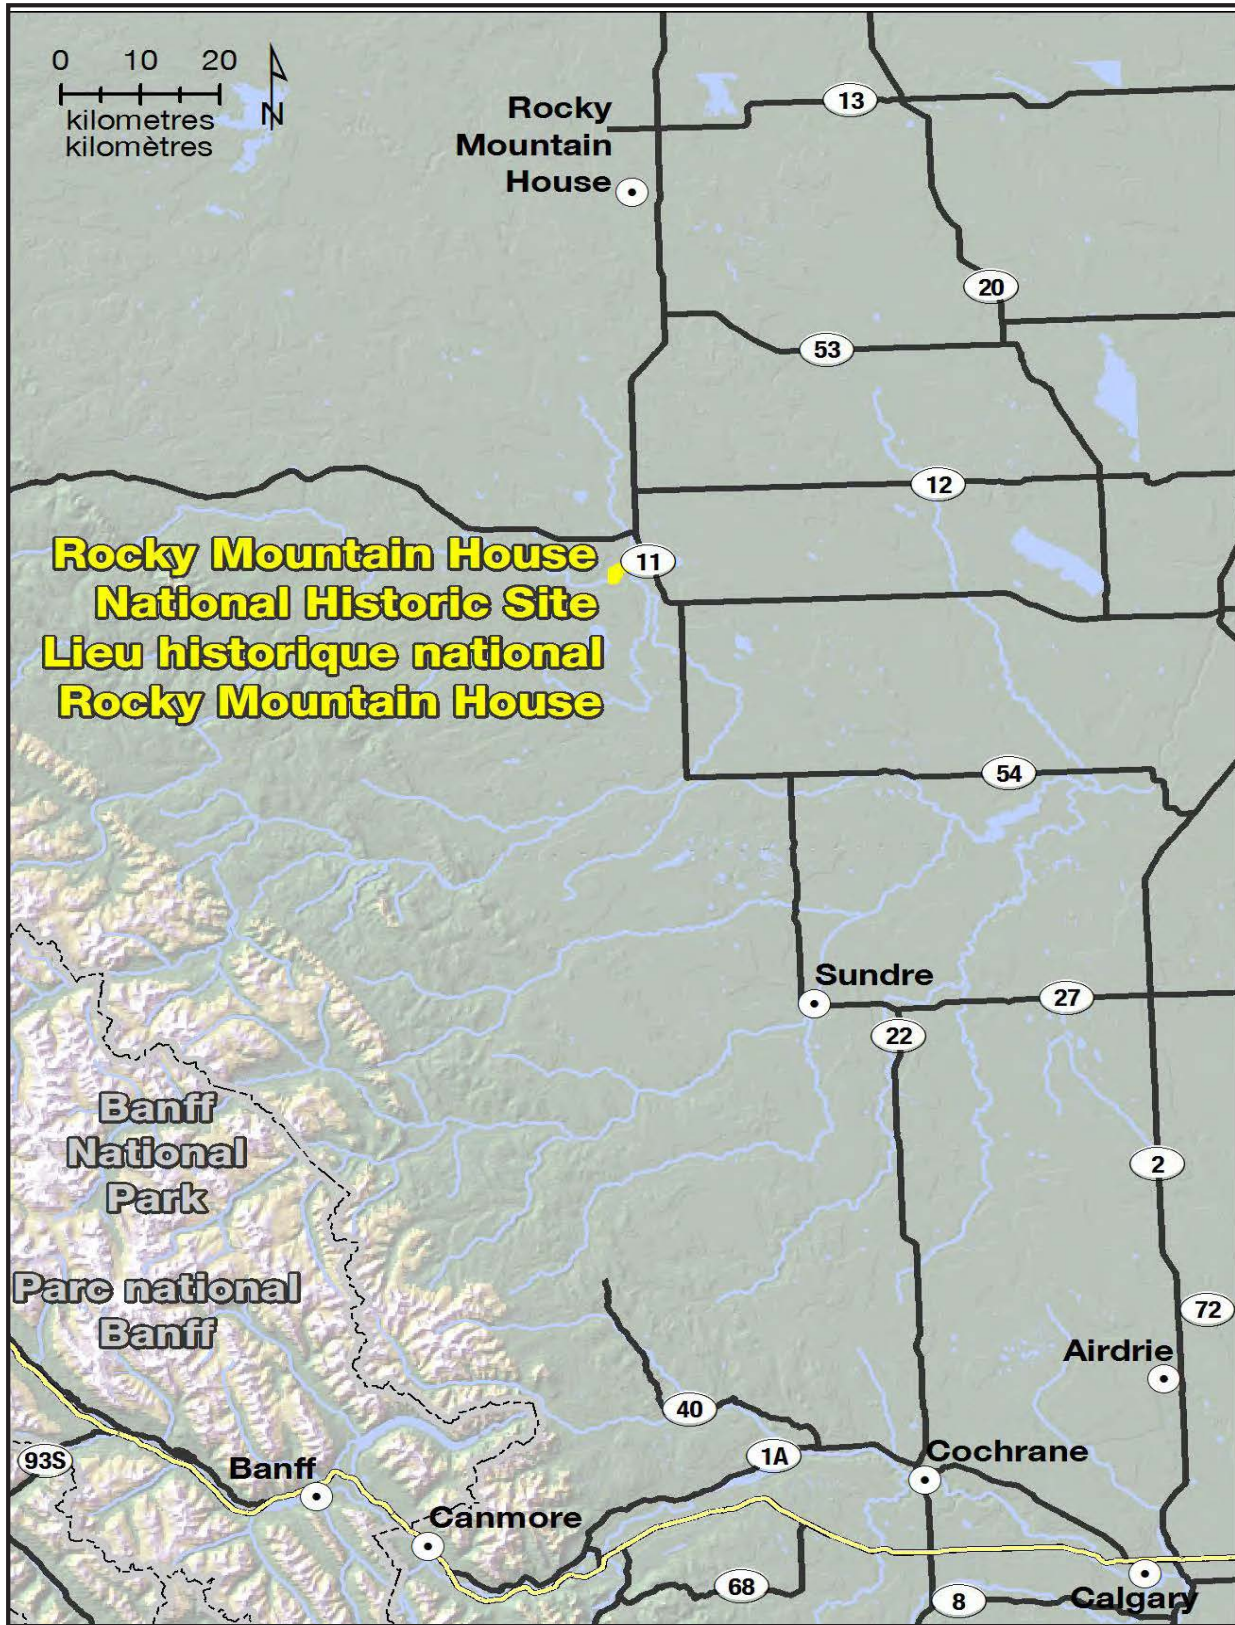 0 10 20
N
kilometres
kilomètres
Rocky
Mountain
House
13
20
53
12
11
Rocky Mountain House
National Historic Site
Lieu historique national
Rocky Mountain House
54
Sundre
27
22
Banff
National
Park
2
Parc national
Banff
72
Airdrie
40
93S
1A
Cochrane
Banff
Canmore
68
8
Calgary